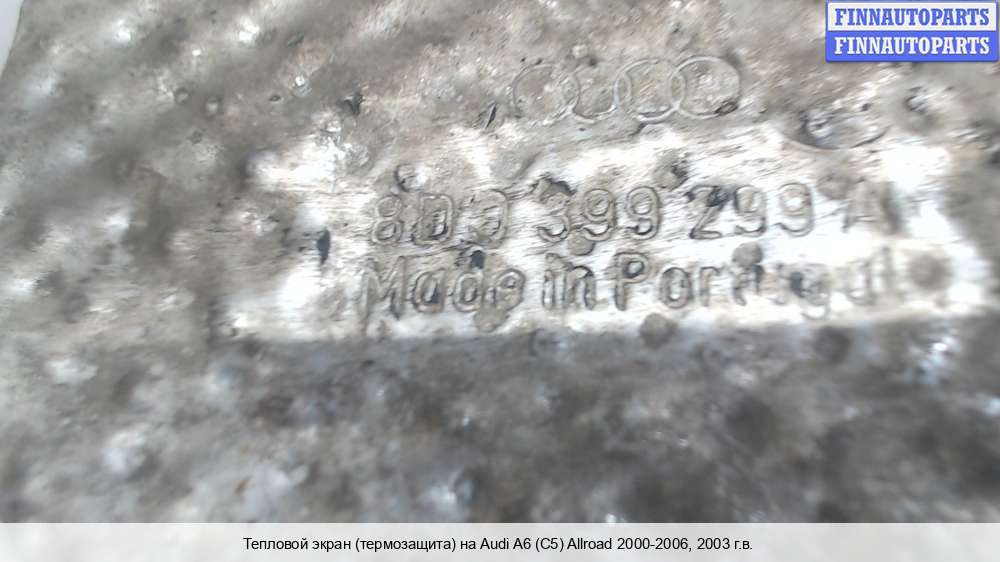 FINNAUTOPARTS
FINNAUTOPARTS
8D0 399 299
Made in Portugal
Тепловой экран (термозащита) на Audi A6 (C5) Allroad 2000-2006, 2003 г.в.